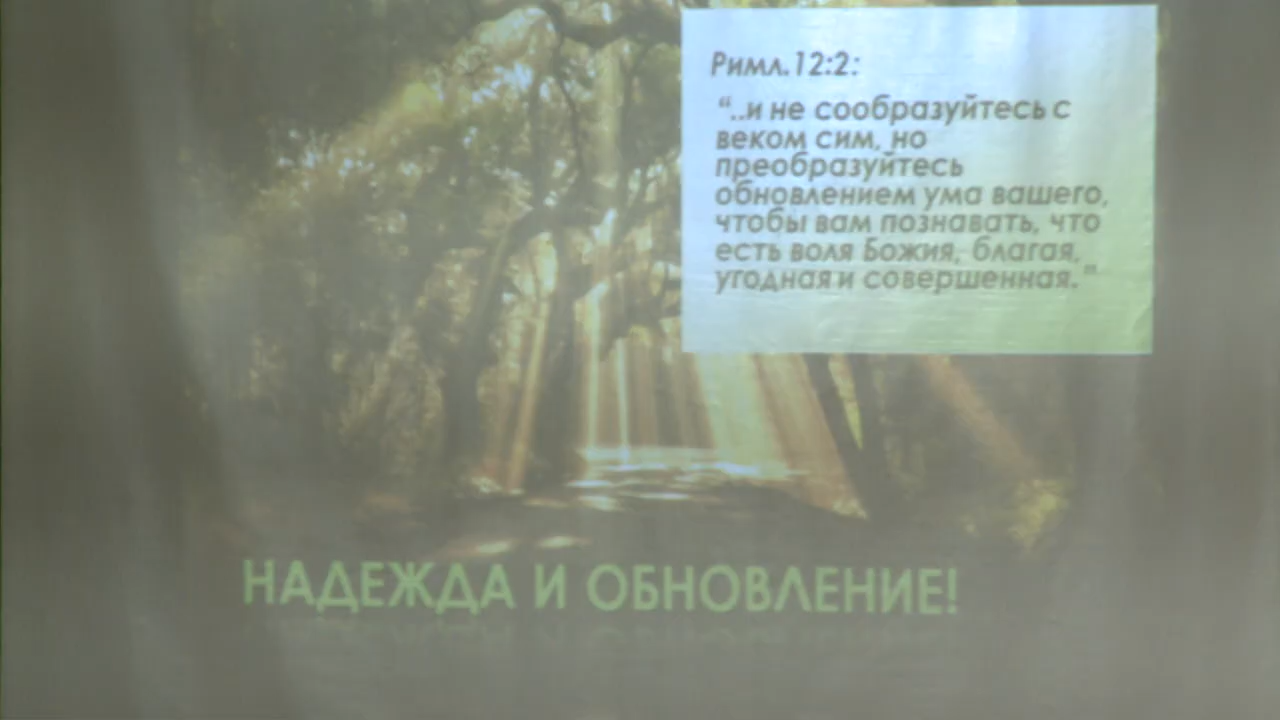 Римл.12:2:
“..и не сообразуйтесь с
веком сим, но
преобразуйтесь
обновлением ума вашего,
чтобы вам познавать, что
есть воля Божия, благая,
угодная и совершенная.”
НАДЕЖДА И ОБНОВЛЕНИЕ!